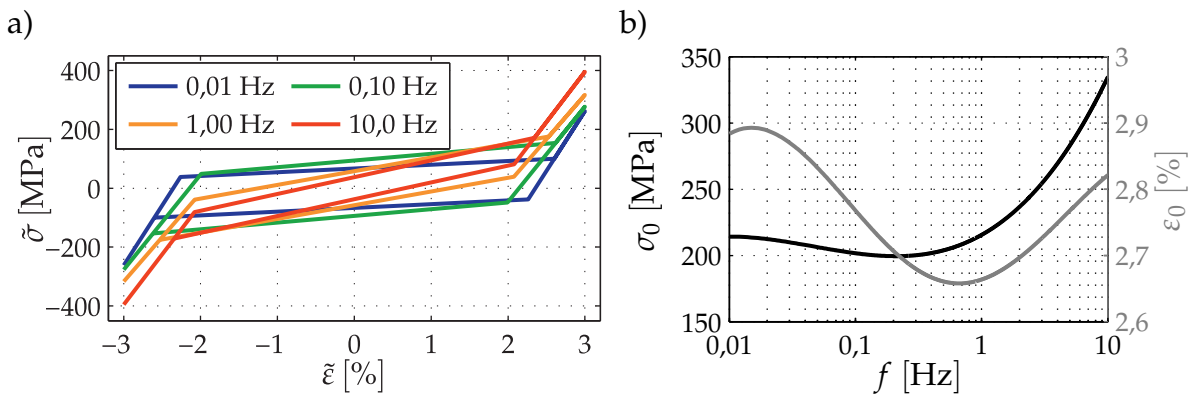 a)
0,01 Hz 0,10 Hz
1,00 Hz 10,0 Hz
400
200
0
−200
−400
σ̃ [MPa]
−3 −2 −1 0 1 2 3
ε̃ [%]
b)
350
300
250
200
150
σ₀ [MPa]
3
2,9
2,8
2,7
2,6
ε₀ [%]
0,01 0,1 1 10
f [Hz]